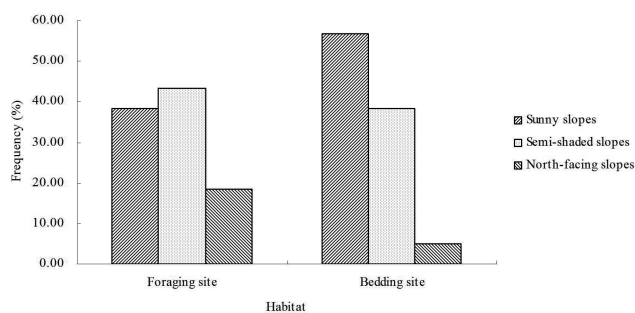 60.00
50.00
40.00
30.00
20.00
10.00
0.00
Frequency (%)
Foraging site
Bedding site
Habitat
Sunny slopes
Semi-shaded slopes
North-facing slopes